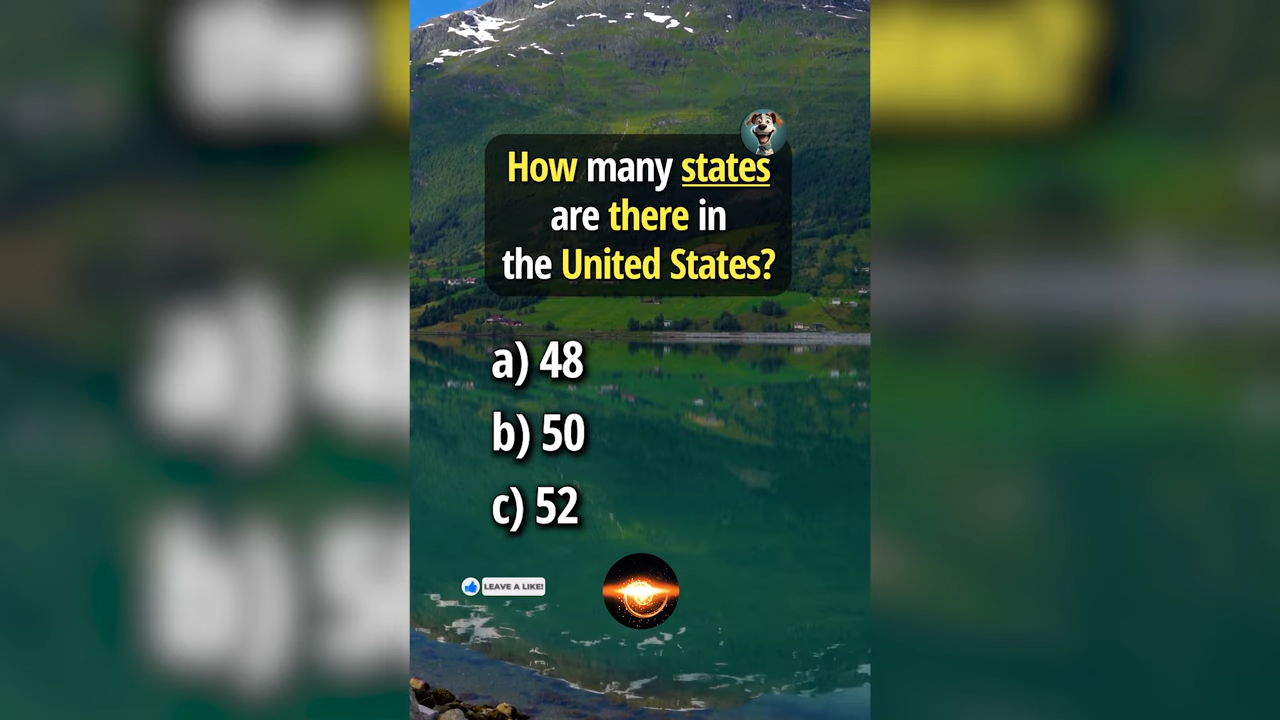 How many states
are there in
the United States?
a) 48
b) 50
c) 52
LEAVE A LIKE!